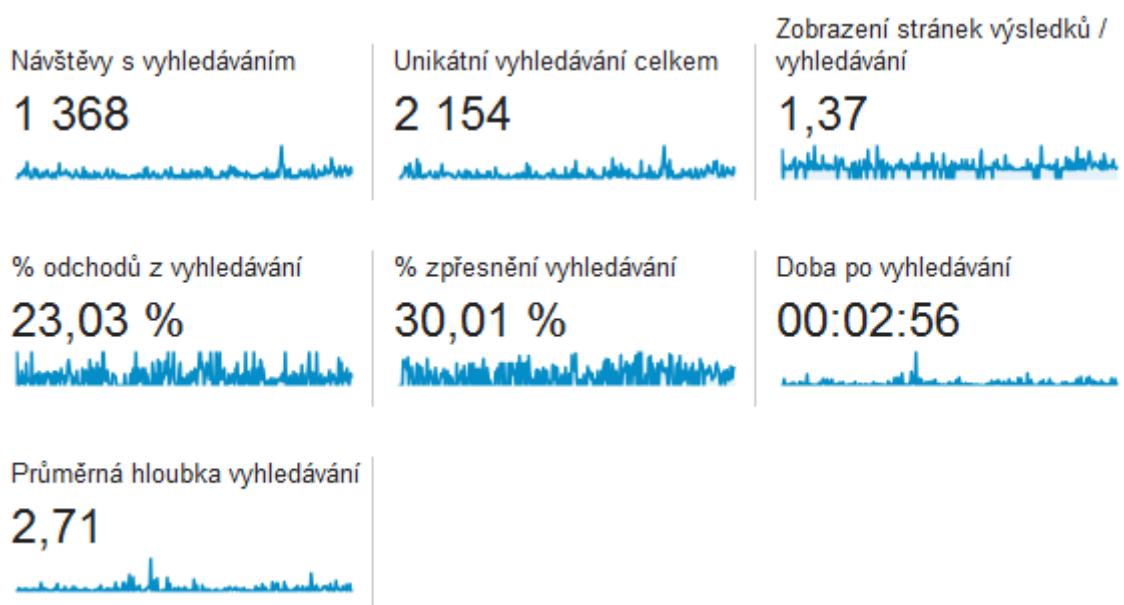 Návštěvy s vyhledáváním
1 368
Unikátní vyhledávání celkem
2 154
Zobrazení stránek výsledků /
vyhledávání
1,37
% odchodů z vyhledávání
23,03 %
% zpřesnění vyhledávání
30,01 %
Doba po vyhledávání
00:02:56
Průměrná hloubka vyhledávání
2,71